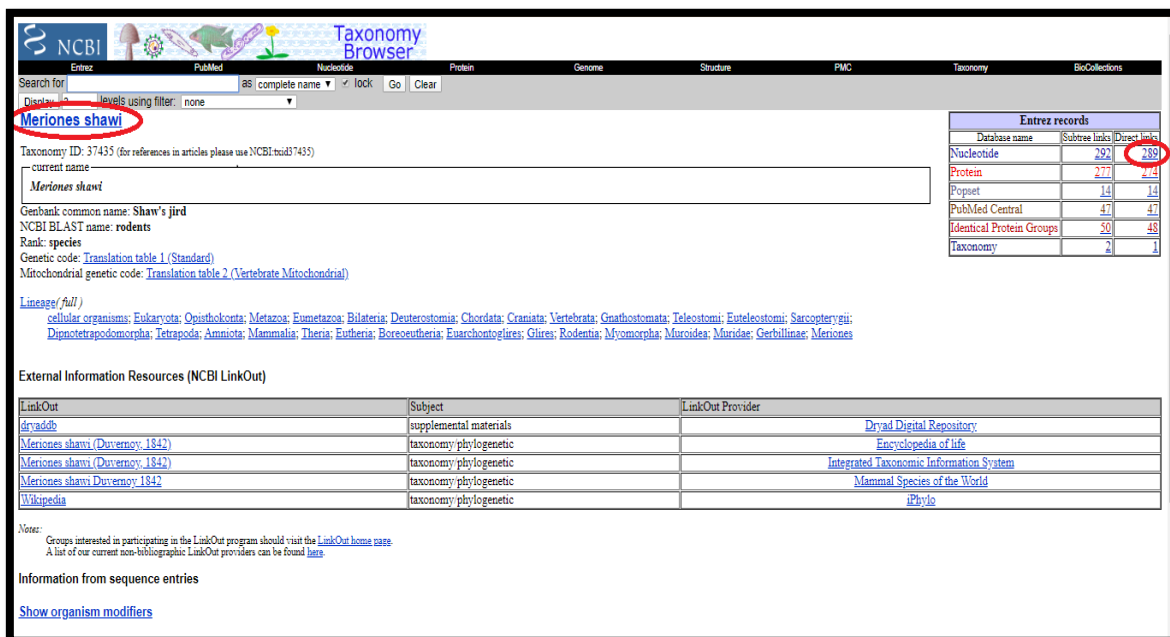 NCBI
Taxonomy
Browser
Entrez PubMed Nucleotide Protein Genome Structure PMC Taxonomy BioCollections
Search for as complete name lock Go Clear
Display levels using filter: none
Meriones shawi
Taxonomy ID: 37435 (for references in articles please use NCBI:txid37435)
current name
Meriones shawi
Genbank common name: Shaw's jird
NCBI BLAST name: rodents
Rank: species
Genetic code: Translation table 1 (Standard)
Mitochondrial genetic code: Translation table 2 (Vertebrate Mitochondrial)
Entrez records
Database name Subtree links Direct links
Nucleotide 292 289
Protein 277 274
Popset 14 14
PubMed Central 47 47
Identical Protein Groups 50 48
Taxonomy 2 1
Lineage( full )
cellular organisms; Eukaryota; Opisthokonta; Metazoa; Eumetazoa; Bilateria; Deuterostomia; Chordata; Craniata; Vertebrata; Gnathostomata; Teleostomi; Euteleostomi; Sarcopterygii;
Dipnotetrapodomorpha; Tetrapoda; Amniota; Mammalia; Theria; Eutheria; Boreoeutheria; Euarchontoglires; Glires; Rodentia; Myomorpha; Muroidea; Muridae; Gerbillinae; Meriones
External Information Resources (NCBI LinkOut)
LinkOut Subject LinkOut Provider
dryaddb supplemental materials Dryad Digital Repository
Meriones shawi (Duvernoy, 1842) taxonomy/phylogenetic Encyclopedia of life
Meriones shawi (Duvernoy, 1842) taxonomy/phylogenetic Integrated Taxonomic Information System
Meriones shawi Duvernoy 1842 taxonomy/phylogenetic Mammal Species of the World
Wikipedia taxonomy/phylogenetic iPhylo
Notes:
Groups interested in participating in the LinkOut program should visit the LinkOut home page.
A list of our current non-bibliographic LinkOut providers can be found here.
Information from sequence entries
Show organism modifiers